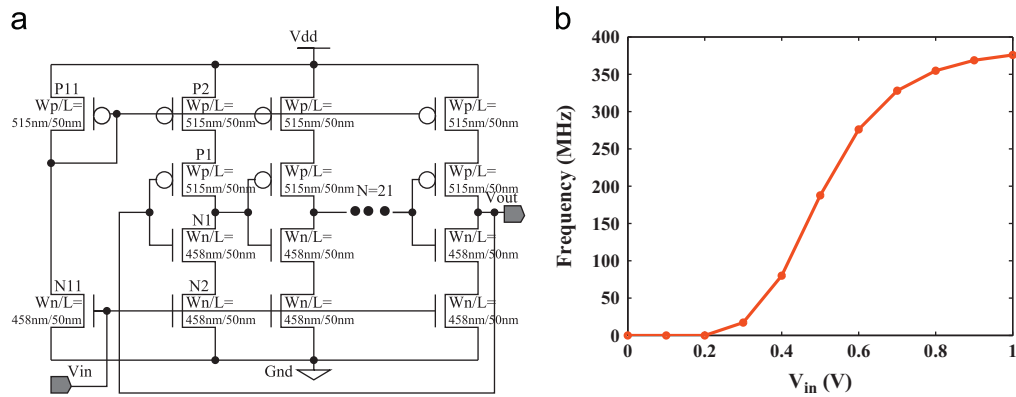 a
Vdd
P11
P2
Wp/L=
515nm/50nm
Wp/L=
515nm/50nm
Wp/L=
515nm/50nm
Wp/L=
515nm/50nm
P1
Wp/L=
515nm/50nm
Wp/L=
515nm/50nm
N=21
Wp/L=
515nm/50nm
Vout
N1
Wn/L=
458nm/50nm
Wn/L=
458nm/50nm
Wn/L=
458nm/50nm
N11
N2
Wn/L=
458nm/50nm
Wn/L=
458nm/50nm
Wn/L=
458nm/50nm
Wn/L=
458nm/50nm
Vin
Gnd
b
Frequency (MHz)
400
350
300
250
200
150
100
50
0
0 0.2 0.4 0.6 0.8 1
Vin (V)